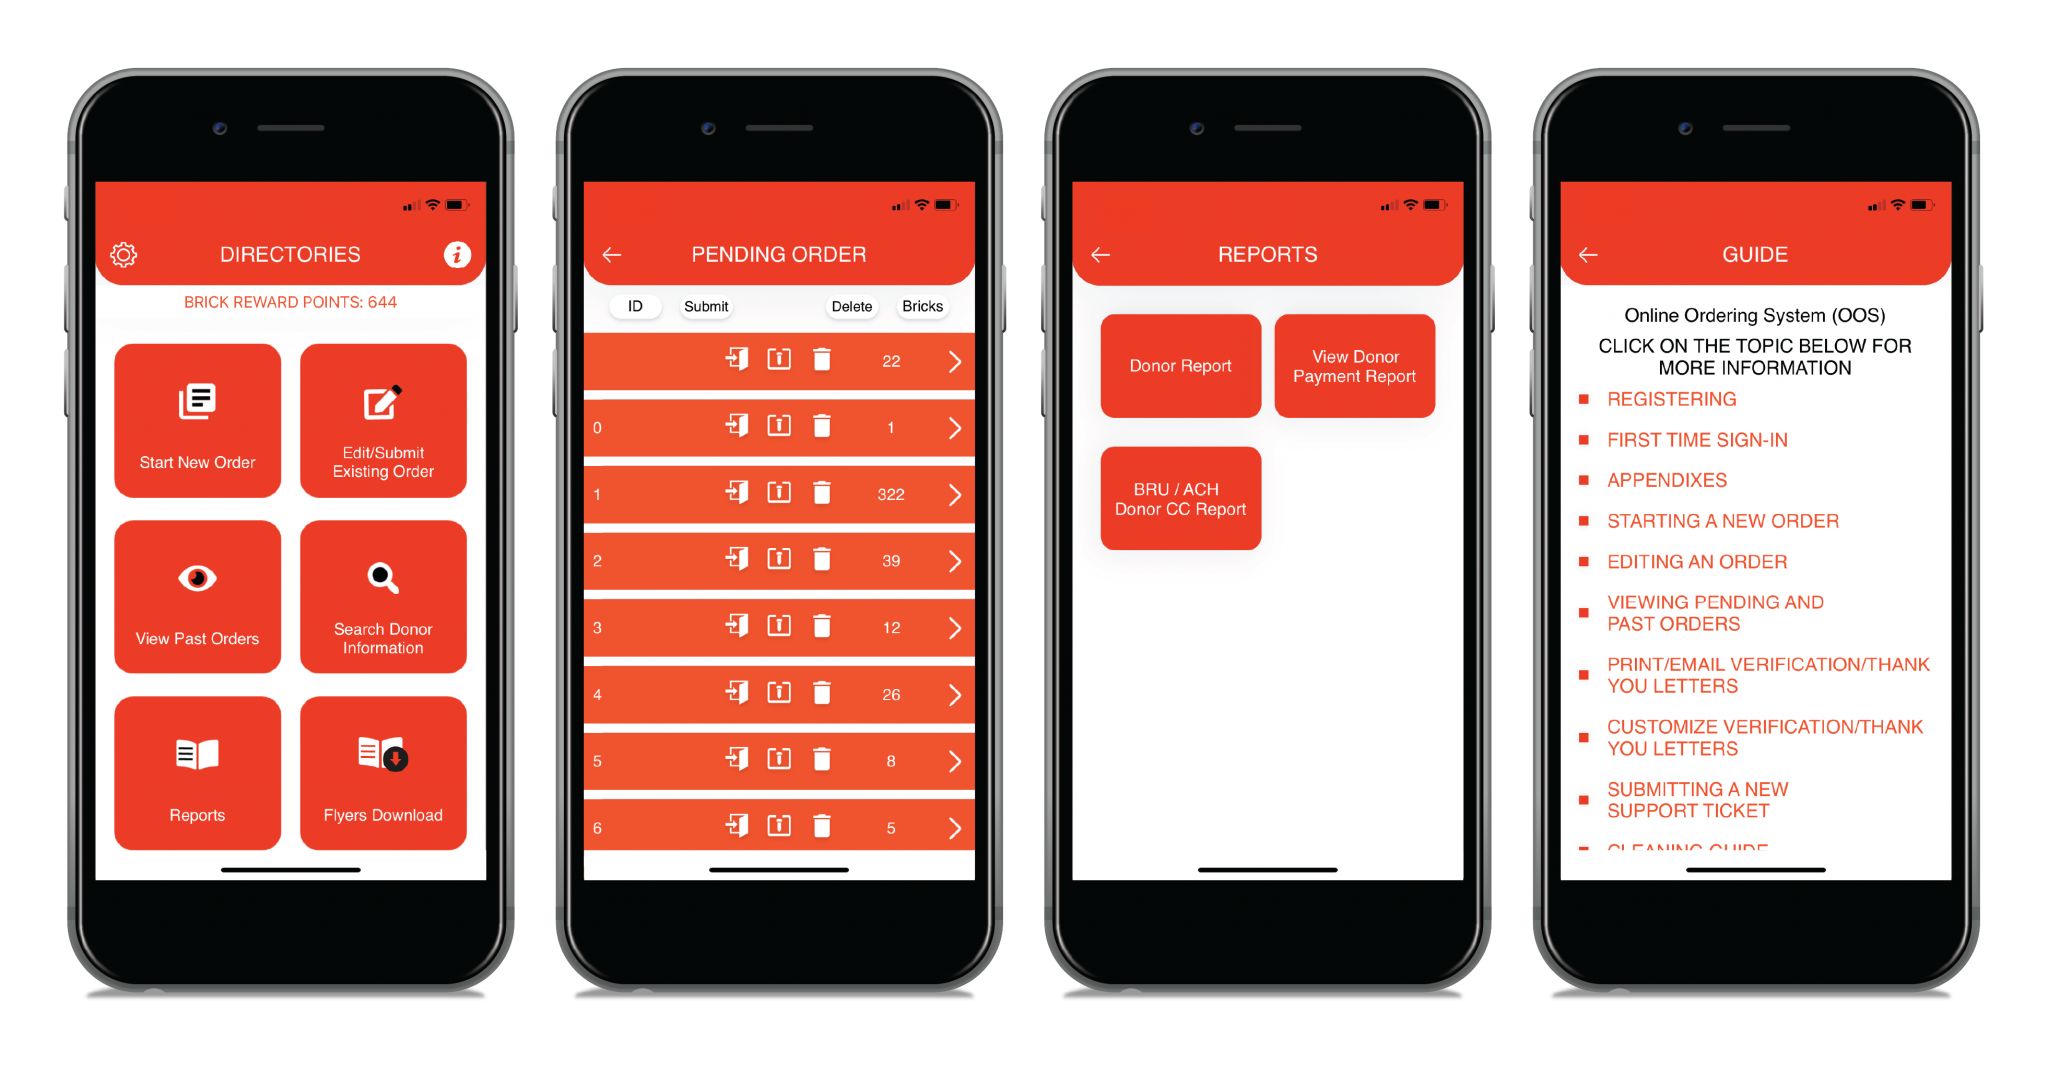 DIRECTORIES
BRICK REWARD POINTS: 644
Start New Order
Edit/Submit
Existing Order
View Past Orders
Search Donor
Information
Reports
Flyers Download
PENDING ORDER
ID Submit Delete Bricks
22
0 1
1 322
2 39
3 12
4 26
5 8
6 5
REPORTS
Donor Report
View Donor
Payment Report
BRU / ACH
Donor CC Report
GUIDE
Online Ordering System (OOS)
CLICK ON THE TOPIC BELOW FOR
MORE INFORMATION
REGISTERING
FIRST TIME SIGN-IN
APPENDIXES
STARTING A NEW ORDER
EDITING AN ORDER
VIEWING PENDING AND
PAST ORDERS
PRINT/EMAIL VERIFICATION/THANK
YOU LETTERS
CUSTOMIZE VERIFICATION/THANK
YOU LETTERS
SUBMITTING A NEW
SUPPORT TICKET
CLEANING GUIDE